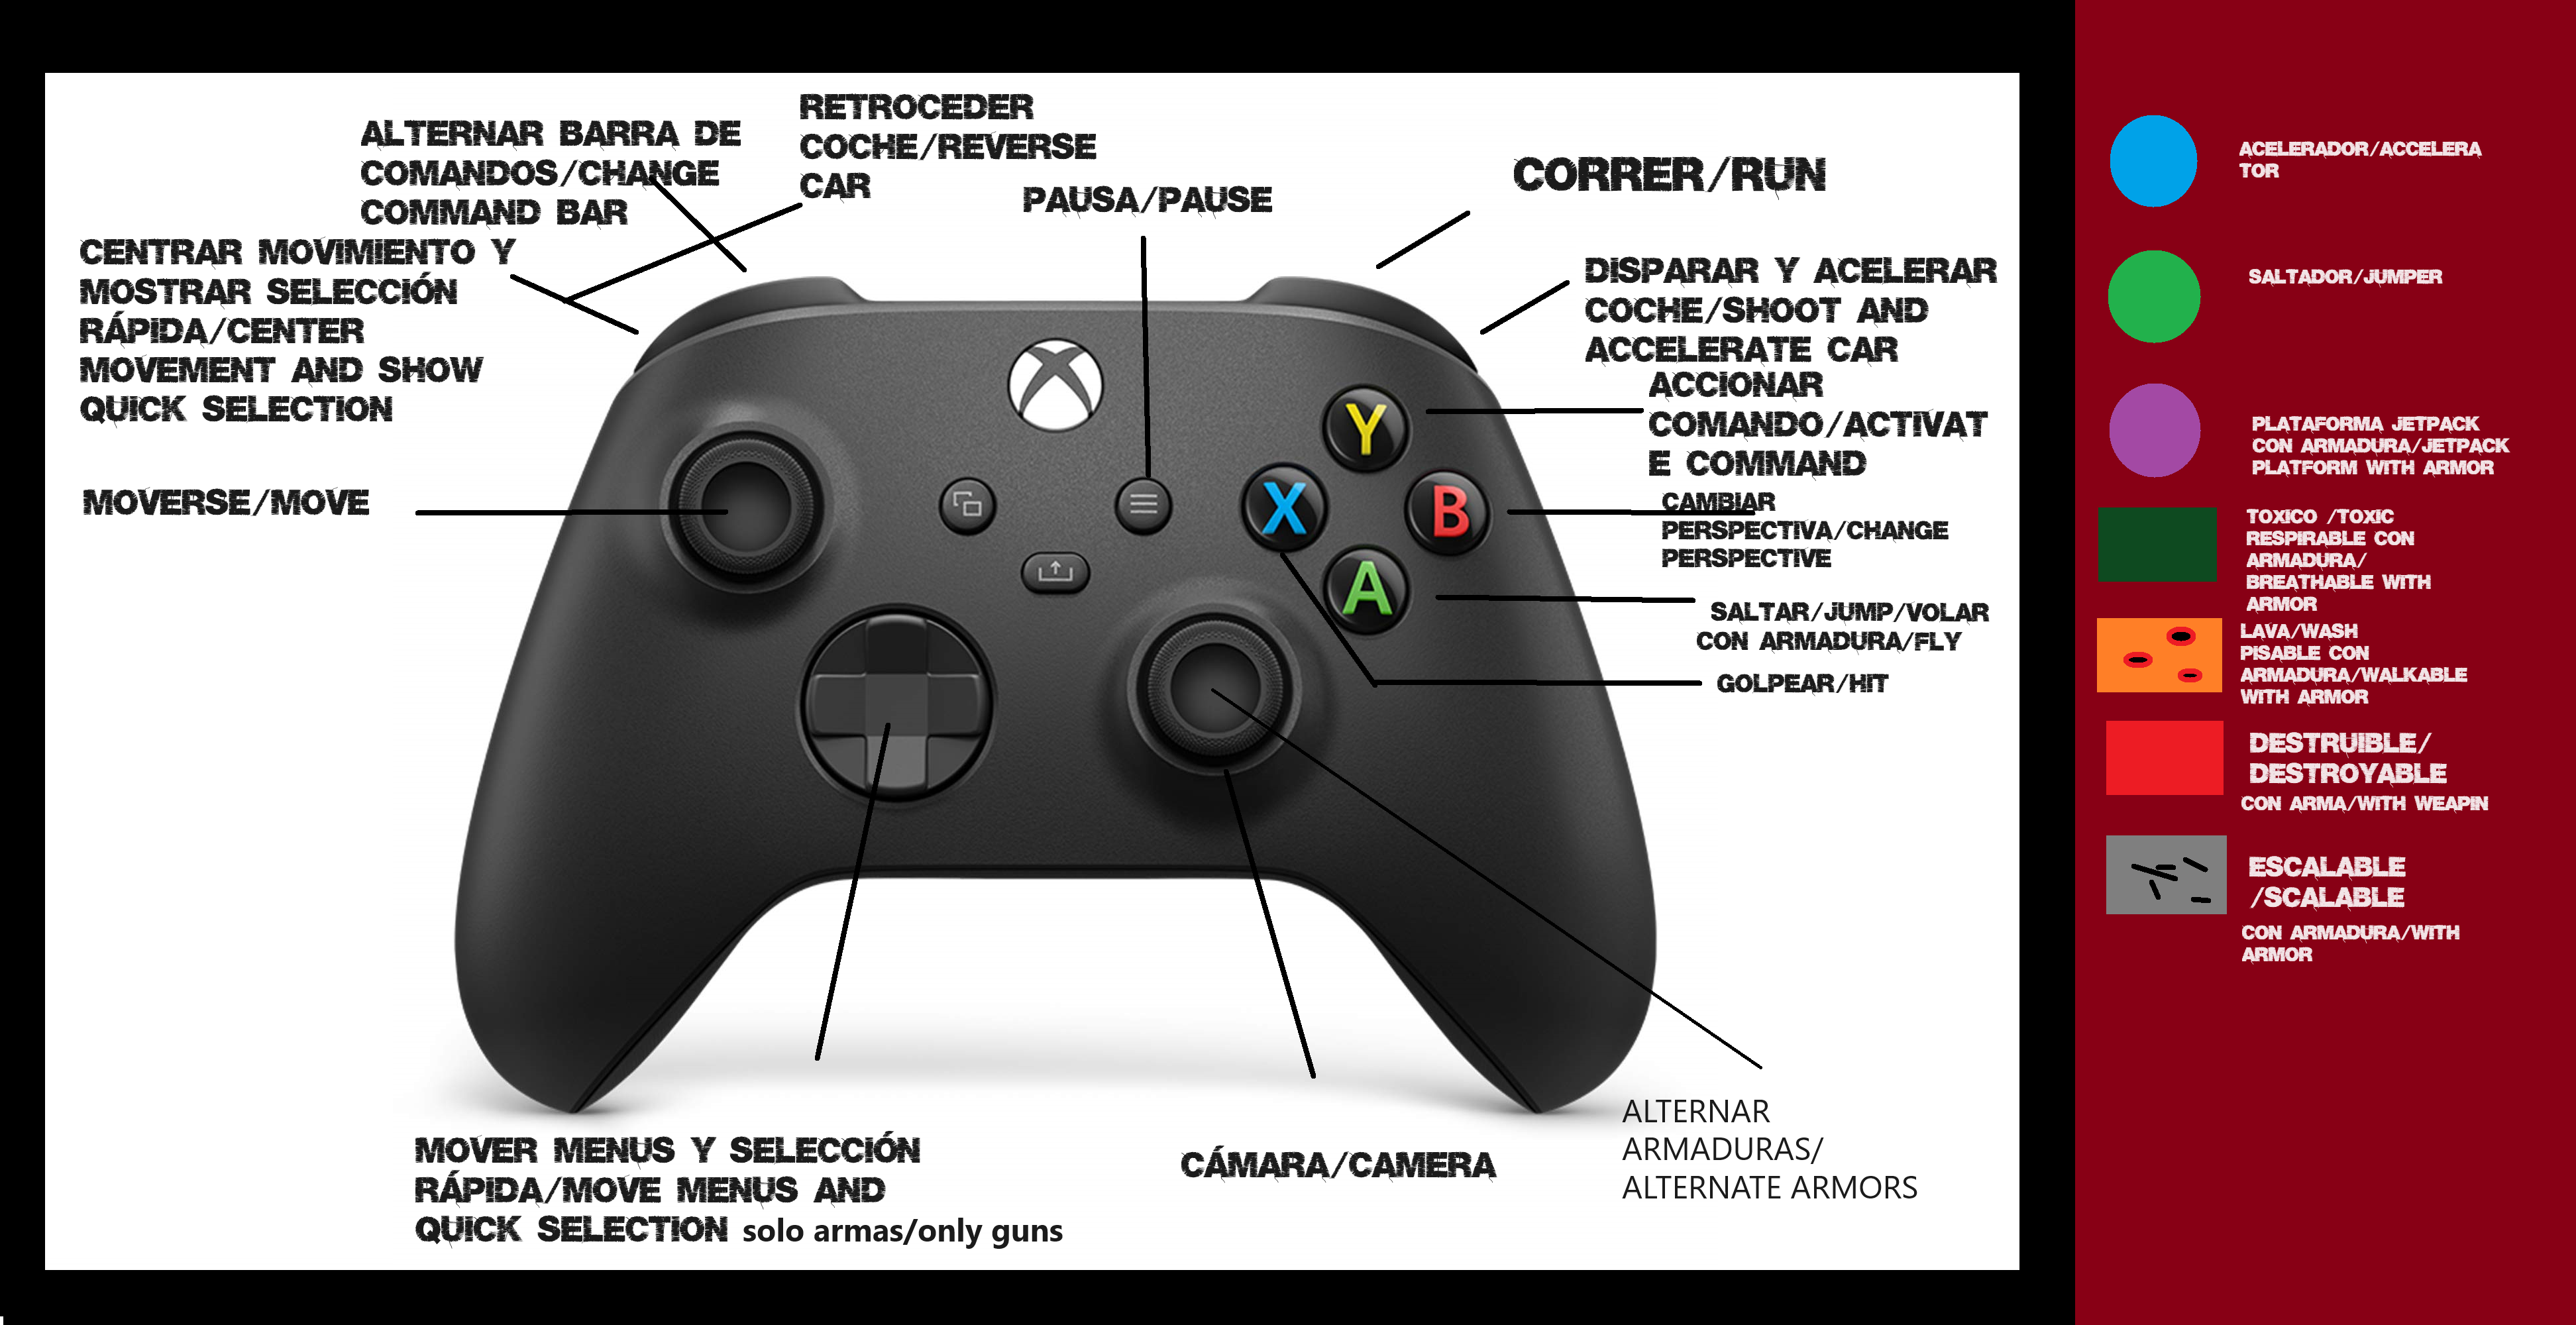 ALTERNAR BARRA DE
COMANDOS/CHANGE
COMMAND BAR
RETROCEDER
COCHE/REVERSE
CAR
PAUSA/PAUSE
CORRER/RUN
CENTRAR MOVIMIENTO Y
MOSTRAR SELECCIÓN
RÁPIDA/CENTER
MOVEMENT AND SHOW
QUICK SELECTION
DISPARAR Y ACELERAR
COCHE/SHOOT AND
ACCELERATE CAR
ACCIONAR
COMANDO/ACTIVAT
E COMMAND
MOVERSE/MOVE
Y
X
B
A
CAMBIAR
PERSPECTIVA/CHANGE
PERSPECTIVE
SALTAR/JUMP/VOLAR
CON ARMADURA/FLY
GOLPEAR/HIT
MOVER MENUS Y SELECCIÓN
RÁPIDA/MOVE MENUS AND
QUICK SELECTION solo armas/only guns
CÁMARA/CAMERA
ALTERNAR
ARMADURAS/
ALTERNATE ARMORS
ACELERADOR/ACCELERA
TOR
SALTADOR/JUMPER
PLATAFORMA JETPACK
CON ARMADURA/JETPACK
PLATFORM WITH ARMOR
TOXICO /TOXIC
RESPIRABLE CON
ARMADURA/
BREATHABLE WITH
ARMOR
LAVA/WASH
PISABLE CON
ARMADURA/WALKABLE
WITH ARMOR
DESTRUIBLE/
DESTROYABLE
CON ARMA/WITH WEAPIN
ESCALABLE
/SCALABLE
CON ARMADURA/WITH
ARMOR